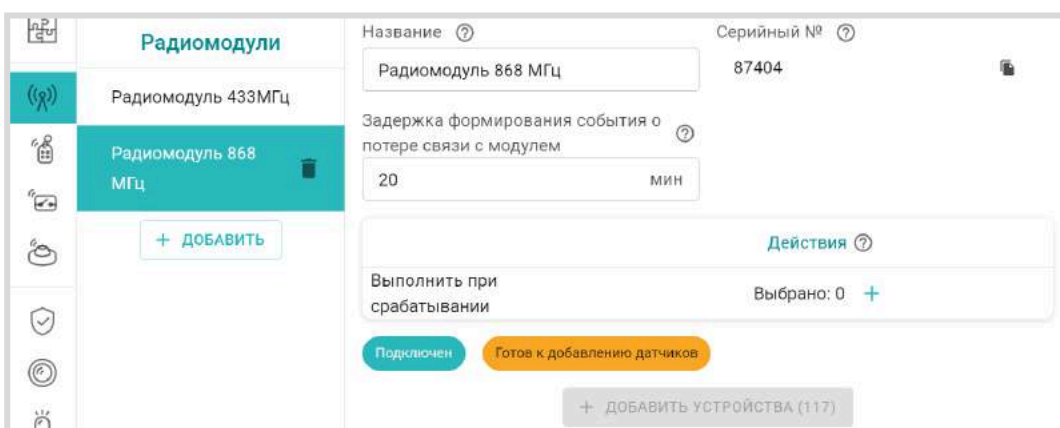 Радиомодули
Радиомодуль 433МГц
Радиомодуль 868
МГц
+ ДОБАВИТЬ
Название
Радиомодуль 868 МГц
Серийный №
87404
Задержка формирования события о
потере связи с модулем
20 мин
Действия
Выполнить при
срабатывании
Выбрано: 0 +
Подключен
Готов к добавлению датчиков
+ ДОБАВИТЬ УСТРОЙСТВА (117)